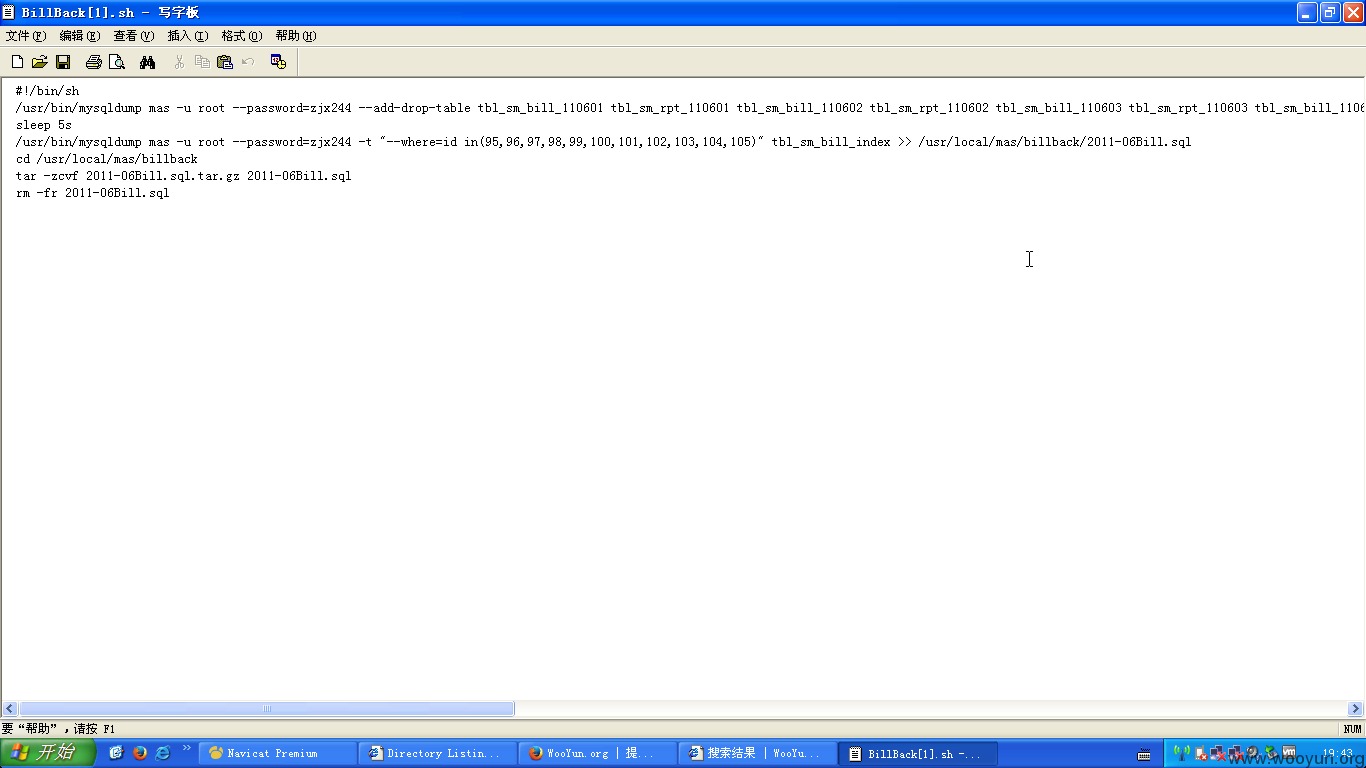 BillBack[1].sh - 写字板
文件(F) 编辑(E) 查看(V) 插入(I) 格式(O) 帮助(H)
#!/bin/sh
/usr/bin/mysqldump mas -u root --password=zjx244 --add-drop-table tbl_sm_bill_110601 tbl_sm_rpt_110601 tbl_sm_bill_110602 tbl_sm_rpt_110602 tbl_sm_bill_110603 tbl_sm_rpt_110603 tbl_sm_bill_1106
sleep 5s
/usr/bin/mysqldump mas -u root --password=zjx244 -t "--where=id in(95,96,97,98,99,100,101,102,103,104,105)" tbl_sm_bill_index >> /usr/local/mas/billback/2011-06Bill.sql
cd /usr/local/mas/billback
tar -zcvf 2011-06Bill.sql.tar.gz 2011-06Bill.sql
rm -fr 2011-06Bill.sql
要“帮助”，请按 F1 NUM
开始 Navicat Premium Directory Listin... WooYun.org | 提... 搜索结果 | WooYu... BillBack[1].sh -... 19:43
www.wooyun.org